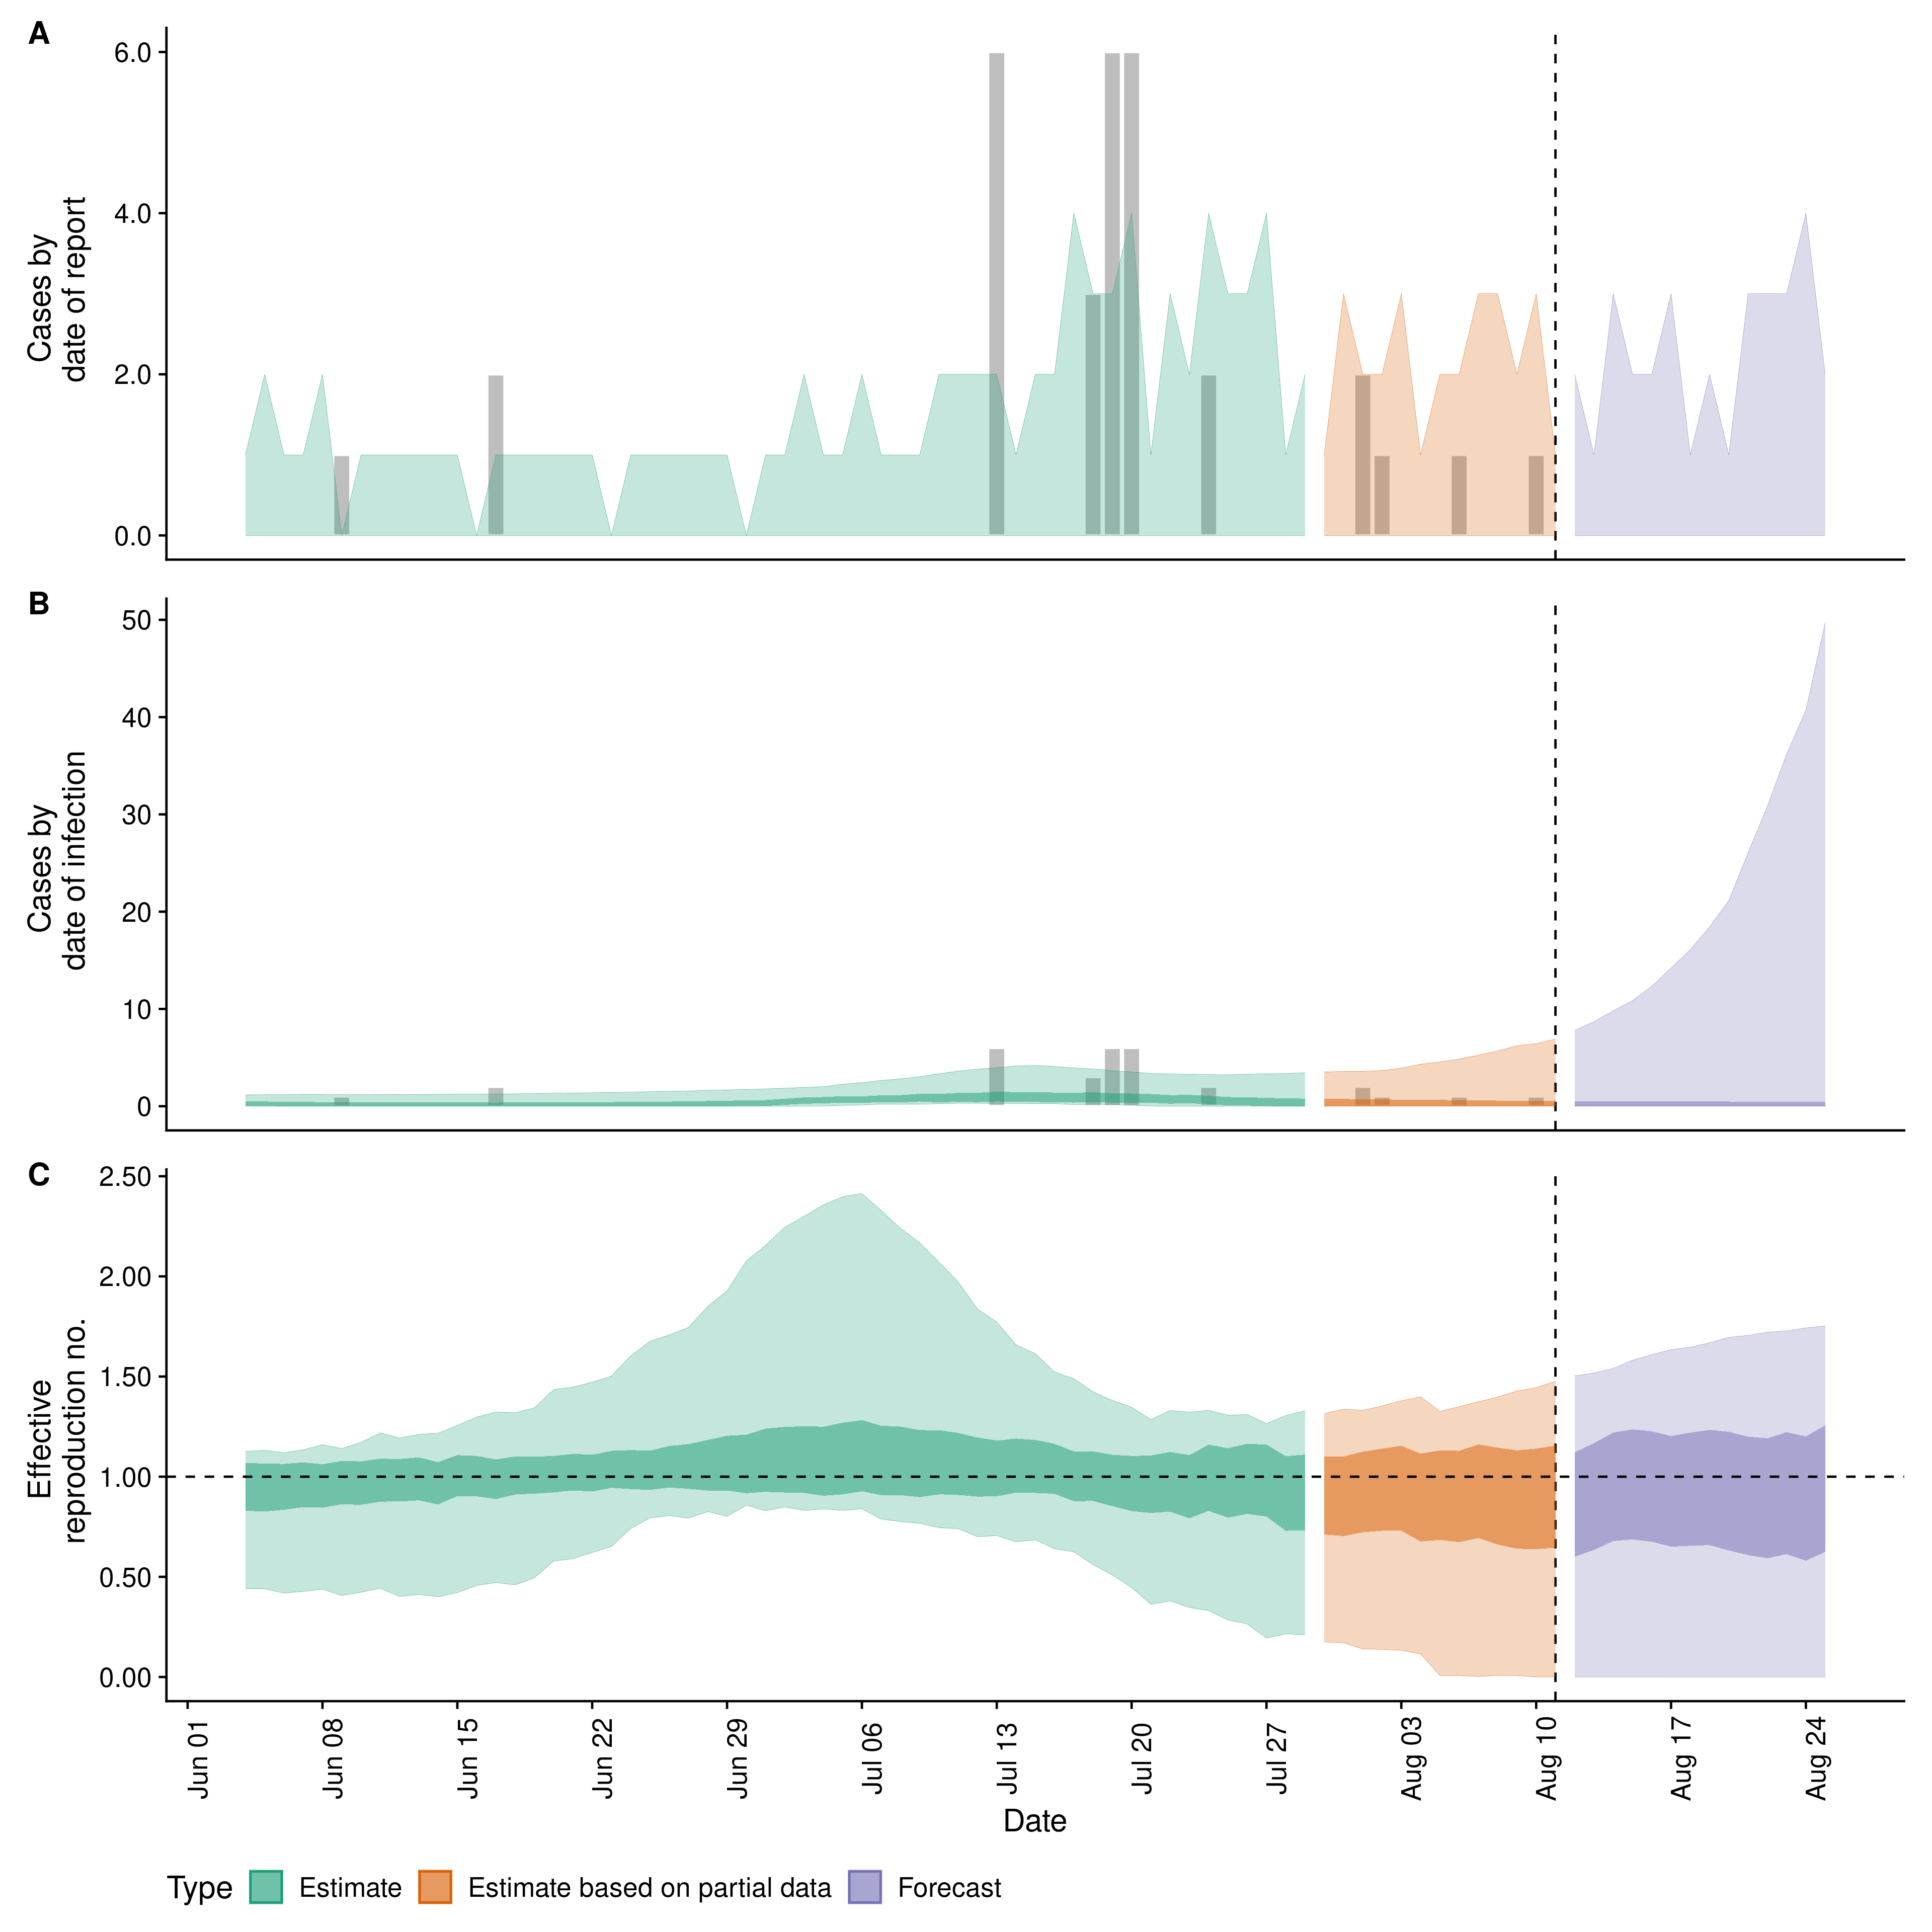 A
Cases by
date of report
6.0
4.0
2.0
0.0
B
Cases by
date of infection
50
40
30
20
10
0
C
Effective
reproduction no.
2.50
2.00
1.50
1.00
0.50
0.00
Jun 01
Jun 08
Jun 15
Jun 22
Jun 29
Jul 06
Jul 13
Jul 20
Jul 27
Aug 03
Aug 10
Aug 17
Aug 24
Date
Type Estimate Estimate based on partial data Forecast